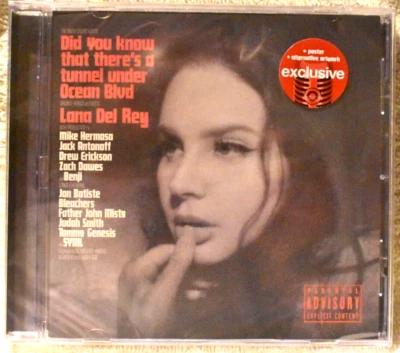 Did you know
that there's a
tunnel under
Ocean Blvd
Lana Del Rey
Mike Hermosa
Jack Antonoff
Drew Erickson
Zach Dawes
Benji
Jon Batiste
Bleachers
Father John Misty
Judah Smith
Tommy Genesis
SYML
+ poster
+ alternative artwork
exclusive
PARENTAL
ADVISORY
EXPLICIT CONTENT